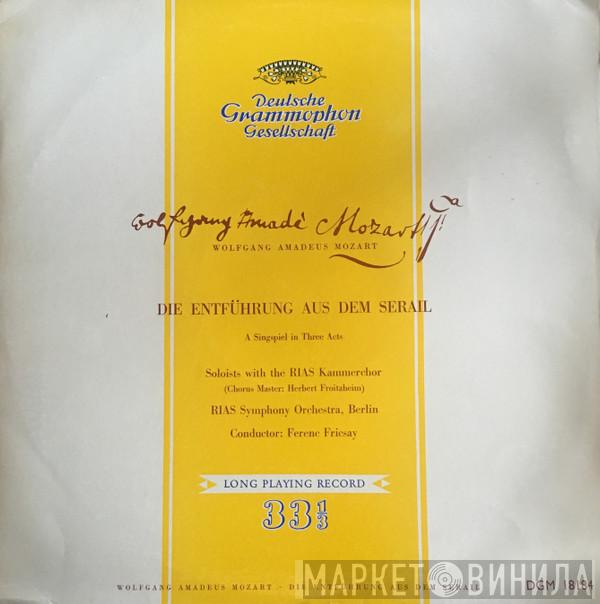 Deutsche
Grammophon
Gesellschaft
Wolfgang Amadè Mozart
WOLFGANG AMADEUS MOZART
DIE ENTFÜHRUNG AUS DEM SERAIL
A Singspiel in Three Acts
Soloists with the RIAS Kammerchor
(Chorus Master: Herbert Froitzheim)
RIAS Symphony Orchestra, Berlin
Conductor: Ferenc Fricsay
LONG PLAYING RECORD
33⅓
МАРКЕТ ВИНИЛА
WOLFGANG AMADEUS MOZART - DIE ENTFÜHRUNG AUS DEM SERAIL
DGM 18184